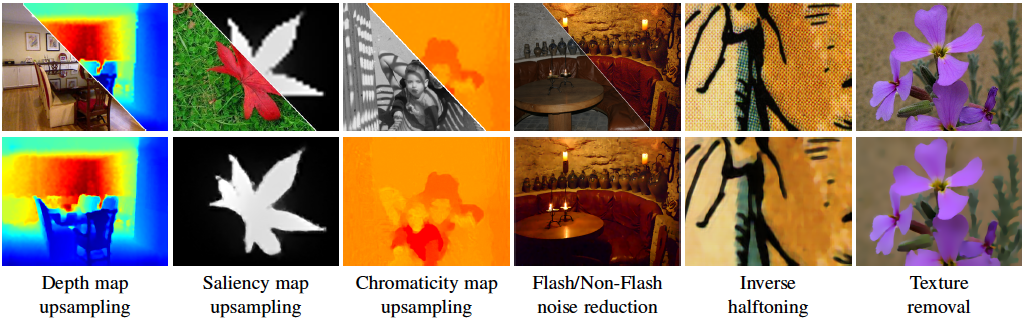 Depth map
upsampling
Saliency map
upsampling
Chromaticity map
upsampling
Flash/Non-Flash
noise reduction
Inverse
halftoning
Texture
removal